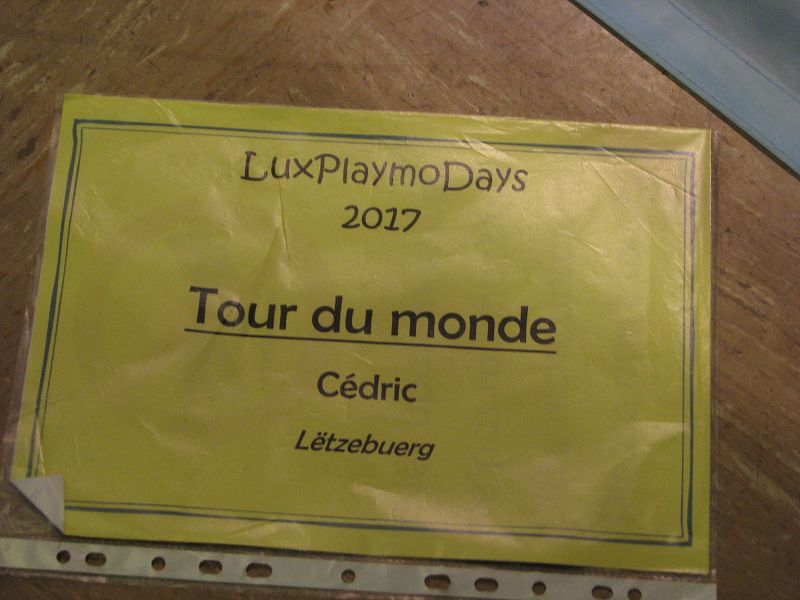 LuxPlaymoDays
2017
Tour du monde
Cédric
Lëtzebuerg